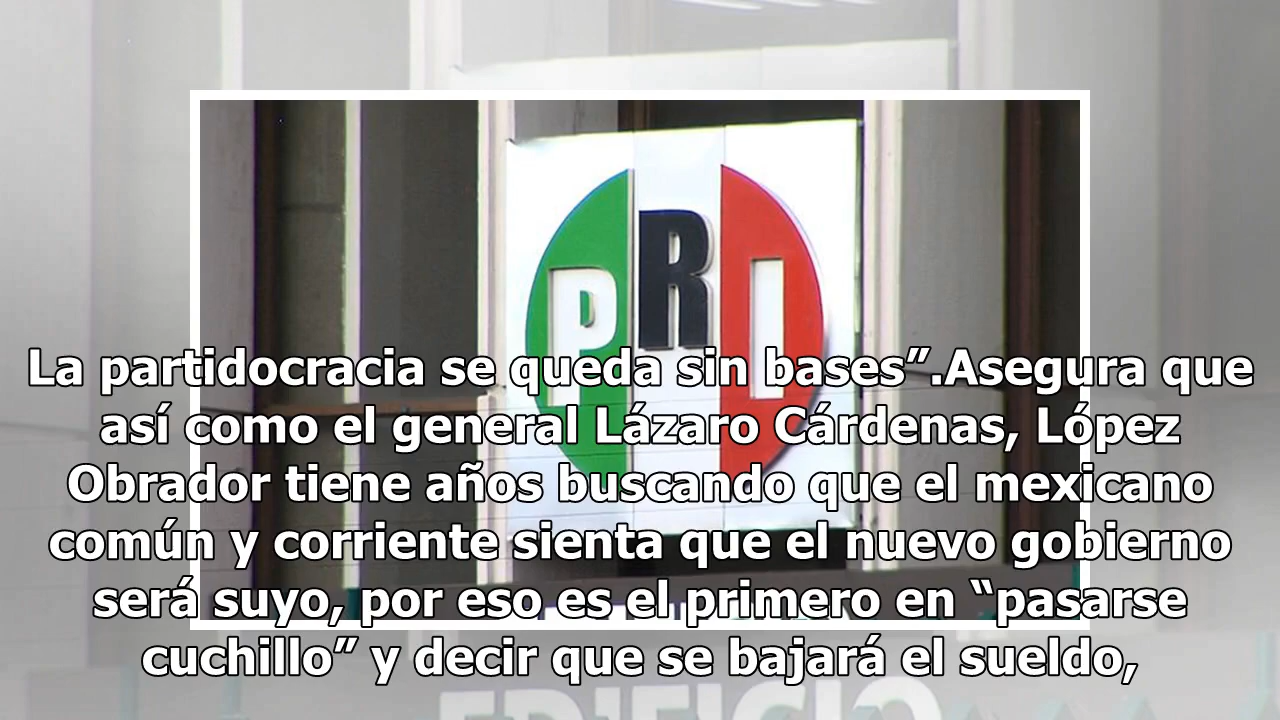 PRI
La partidocracia se queda sin bases”.Asegura que
así como el general Lázaro Cárdenas, López
Obrador tiene años buscando que el mexicano
común y corriente sienta que el nuevo gobierno
será suyo, por eso es el primero en “pasarse
cuchillo” y decir que se bajará el sueldo,
EDIFICIO